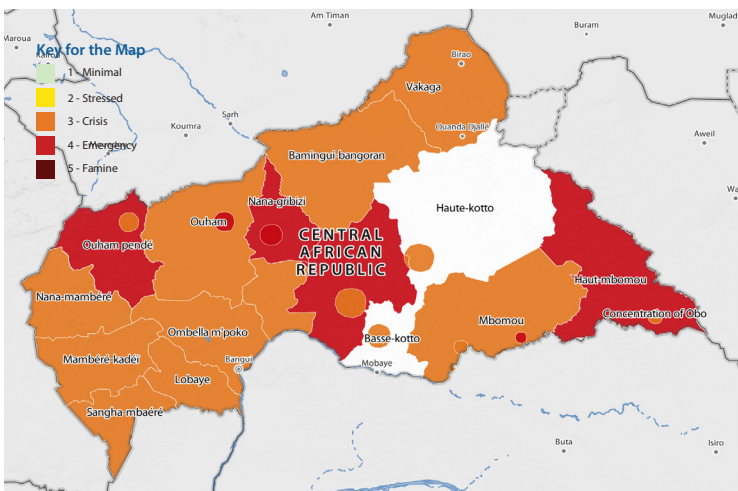 Am Timan
Maroua
Buram
Muglad
Key for the Map
1 - Minimal
2 - Stressed
3 - Crisis
4 - Emergency
5 - Famine
Birao
Vakaga
Sarh
Koumra
Ouanda Djallé
Aweil
Bamingui-bangoran
Wa
Nana-gribizi
Haute-kotto
Ouham
CENTRAL
AFRICAN
REPUBLIC
Ouham pendé
Haut-mbomou
Nana-mambéré
Concentration of Obo
Mbomou
Ombella m'poko
Basse-kotto
Mambéré-kadéï
Bangui
Mobaye
Lobaye
Sangha-mbaéré
Buta
Isiro